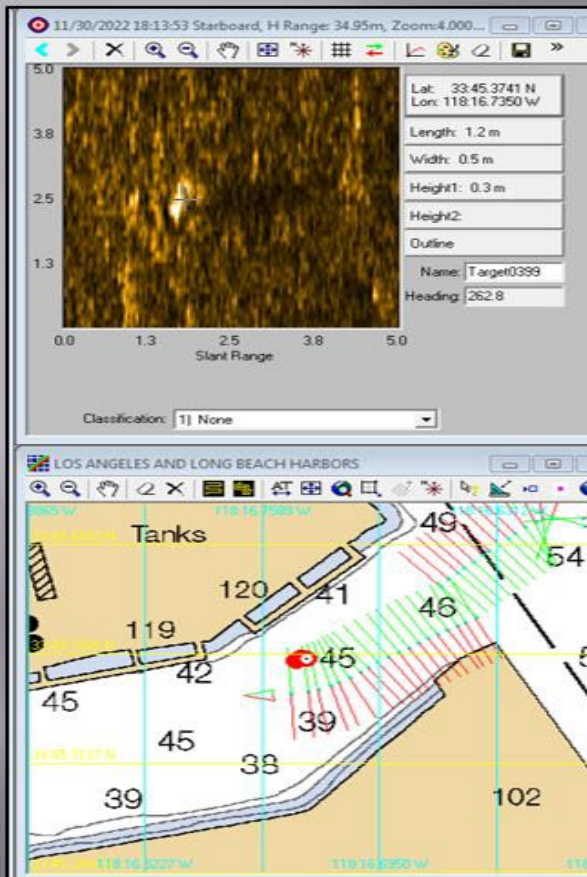 11/30/2022 18:13:53 Starboard, H Range: 34.95m, Zoom:4.000...
5.0
3.8
2.5
1.3
0.0 1.3 2.5 3.8 5.0
Slant Range
Lat: 33:45.3741 N
Lon: 118:16.7350 W
Length: 1.2 m
Width: 0.5 m
Height1: 0.3 m
Height2:
Outline
Name: Target0399
Heading: 262.8
Classification: 1) None
LOS ANGELES AND LONG BEACH HARBORS
118:16.7589 W
Tanks
49
54
120
41
46
119
42
45
45
39
45
38
39
102
118:16.6950 W